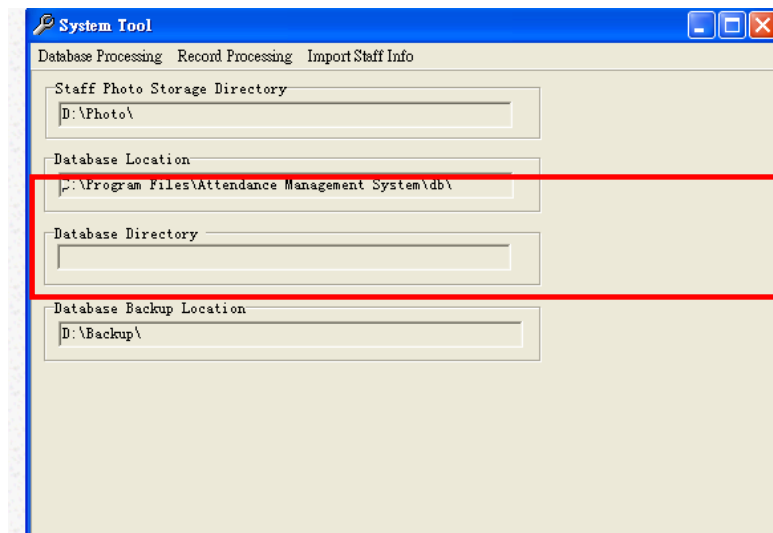 System Tool
Database Processing Record Processing Import Staff Info
Staff Photo Storage Directory
D:\Photo\
Database Location
C:\Program Files\Attendance Management System\db\
Database Directory
Database Backup Location
D:\Backup\